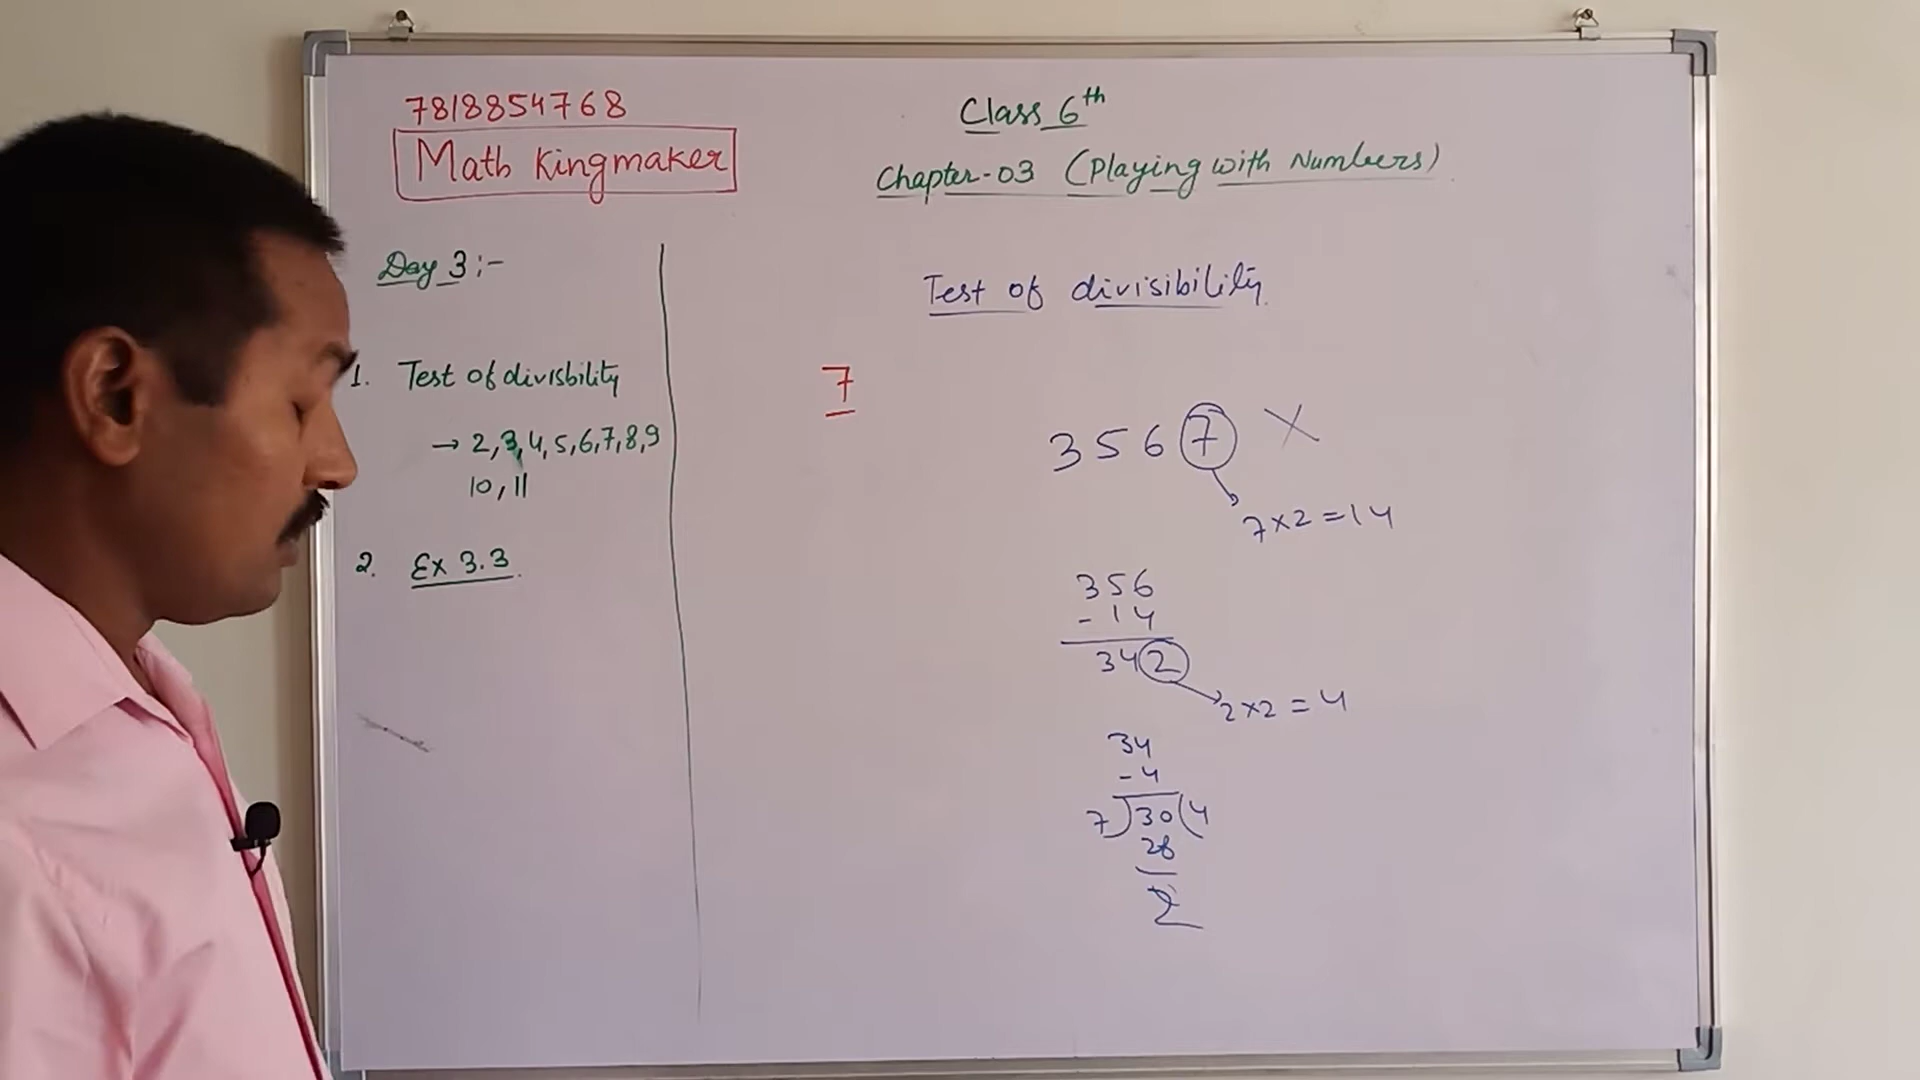 7818854768
Math Kingmaker
Class 6th
Chapter-03 (Playing with Numbers)
Day 3:-
1. Test of divisbility
→ 2,3,4,5,6,7,8,9
10,11
2. Ex 3.3
Test of divisibility
7
3567 ×
7×2=14
356
-14
342
2×2=4
34
-4
7)30(4
28
2